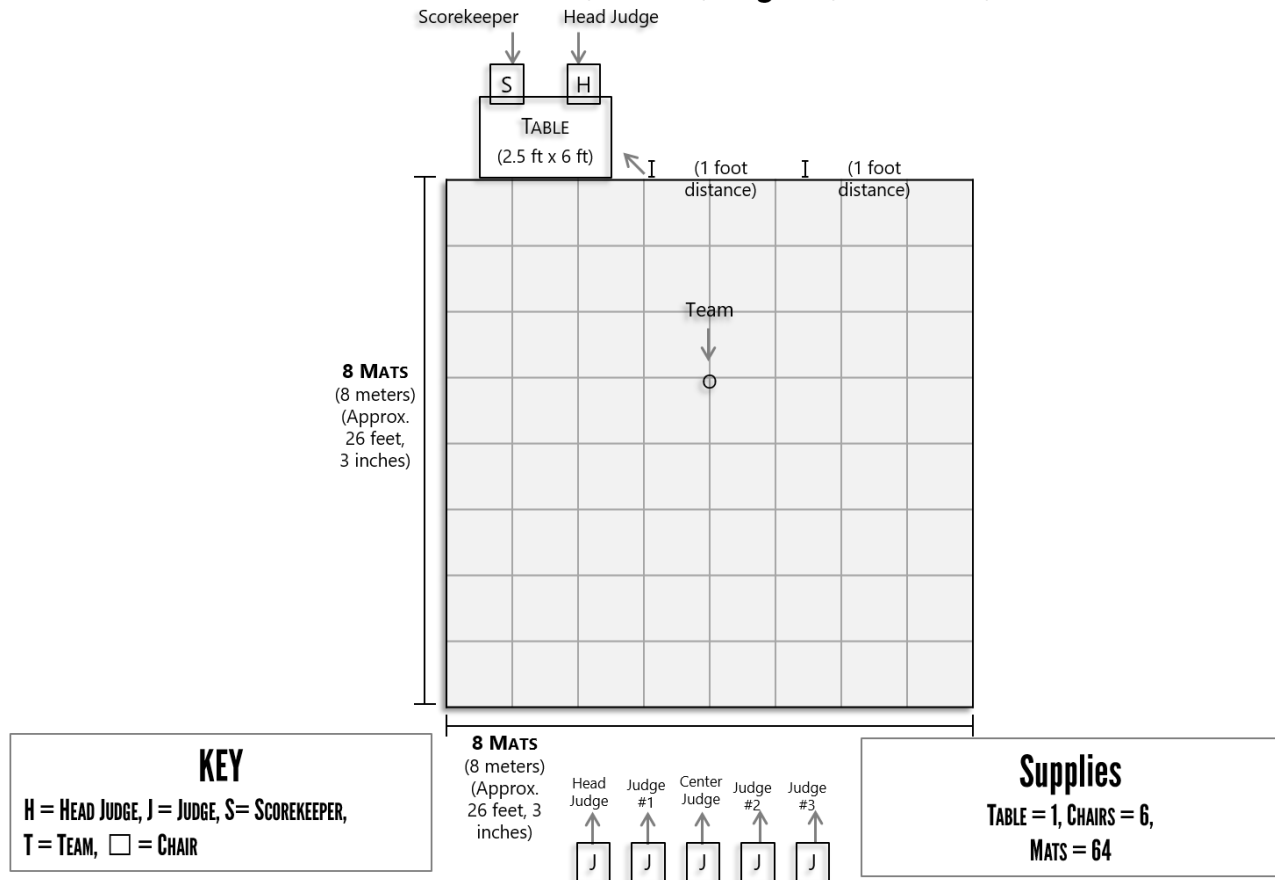 Scorekeeper
Head Judge
S
H
TABLE
(2.5 ft x 6 ft)
(1 foot
distance)
(1 foot
distance)
Team
O
8 MATS
(8 meters)
(Approx.
26 feet,
3 inches)
8 MATS
(8 meters)
(Approx.
26 feet, 3
inches)
Head
Judge
Judge
#1
Center
Judge
Judge
#2
Judge
#3
J
J
J
J
J
KEY
H = HEAD JUDGE, J = JUDGE, S= SCOREKEEPER,
T = TEAM, □ = CHAIR
Supplies
TABLE = 1, CHAIRS = 6,
MATS = 64